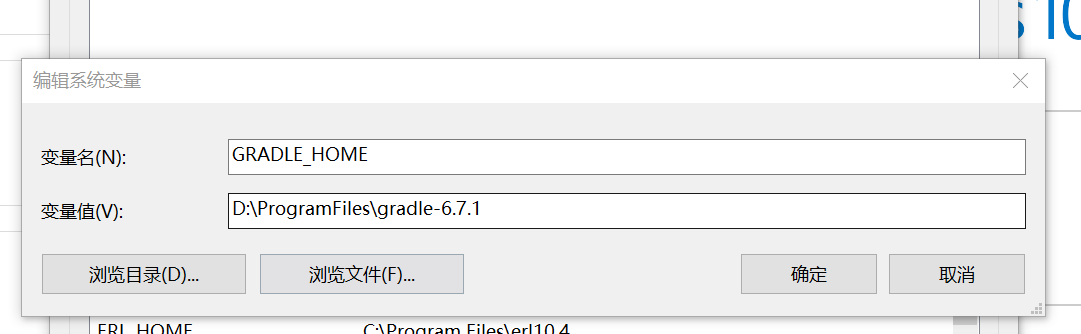 s 10
编辑系统变量
变量名(N):
GRADLE_HOME
变量值(V):
D:\ProgramFiles\gradle-6.7.1
浏览目录(D)...
浏览文件(F)...
确定
取消
ERL_HOME
C:\Program Files\erl10.4